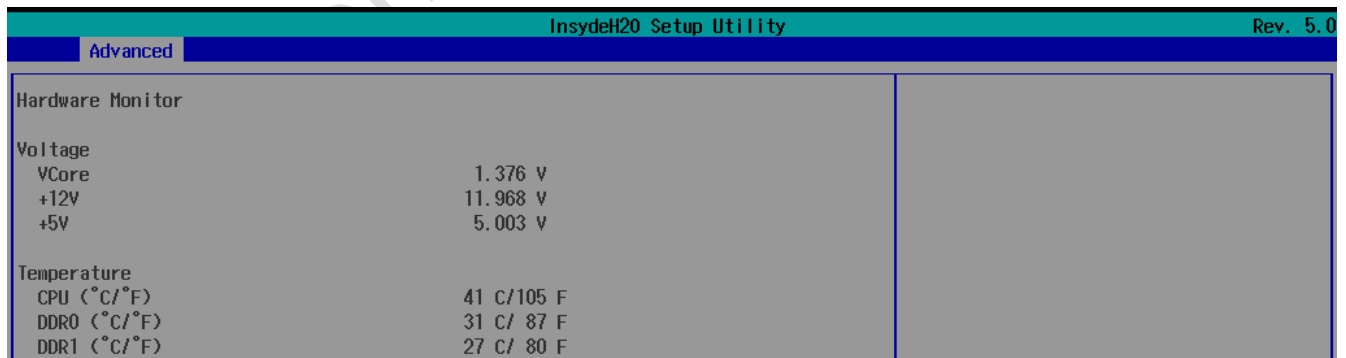 InsydeH20 Setup Utility Rev. 5.0
Advanced
Hardware Monitor
Voltage
VCore 1.376 V
+12V 11.968 V
+5V 5.003 V
Temperature
CPU (°C/°F) 41 C/105 F
DDR0 (°C/°F) 31 C/ 87 F
DDR1 (°C/°F) 27 C/ 80 F